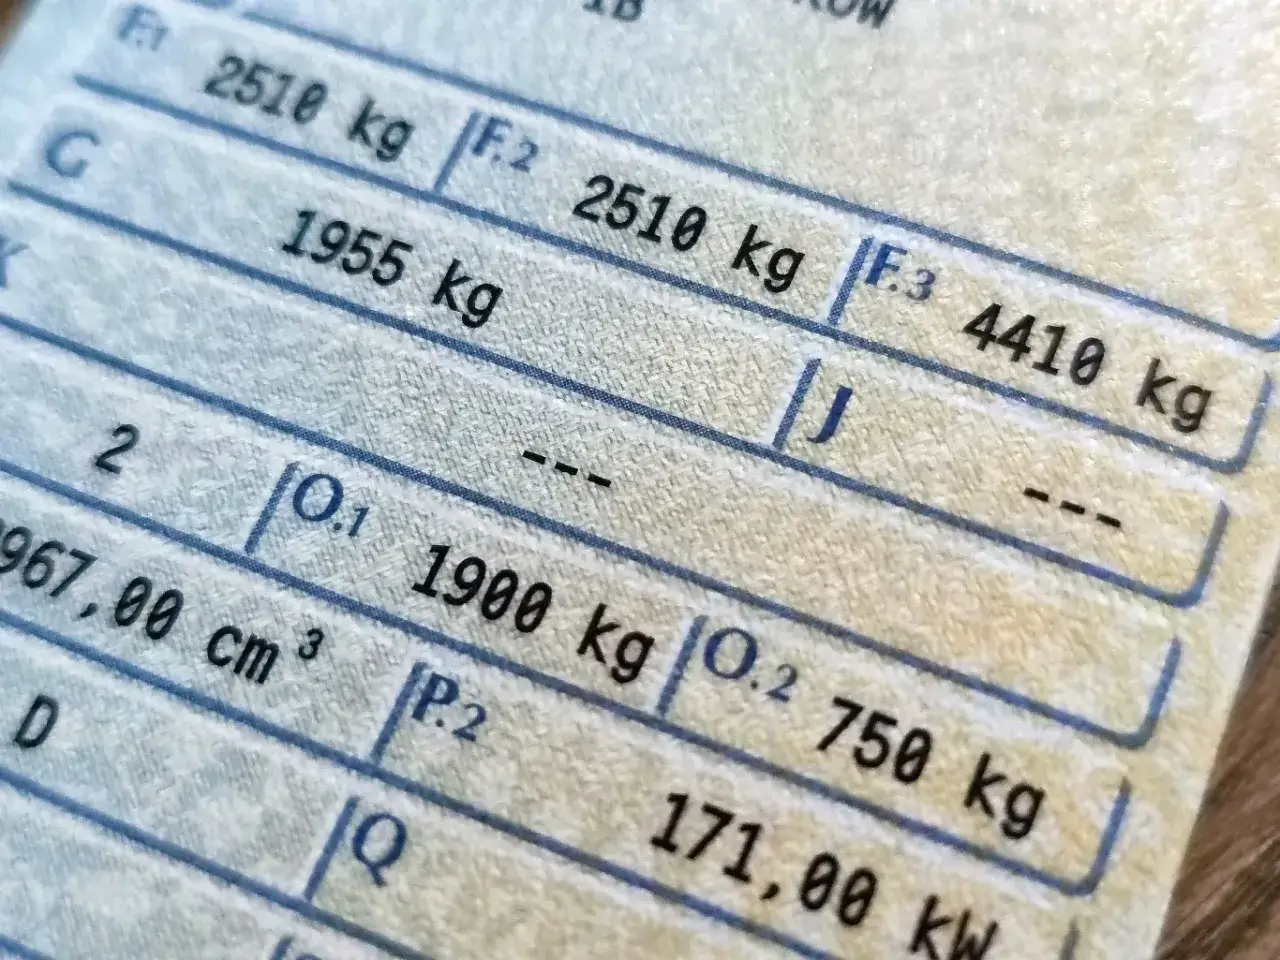 F.1 2510 kg F.2 2510 kg F.3 4410 kg
G 1955 kg J ---
K ---
2 O.1 1900 kg O.2 750 kg
967,00 cm³ P.2 171,00 kW
D Q